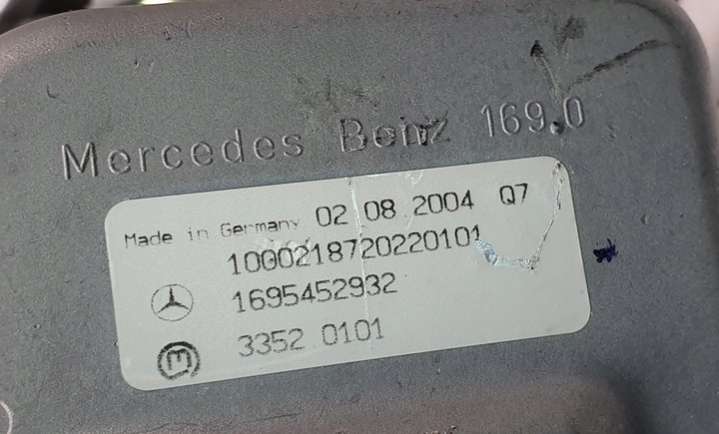 Mercedes Benz 169.0
Made in Germany 02 08 2004 Q7
1000218720220101
1695452932
3352 0101